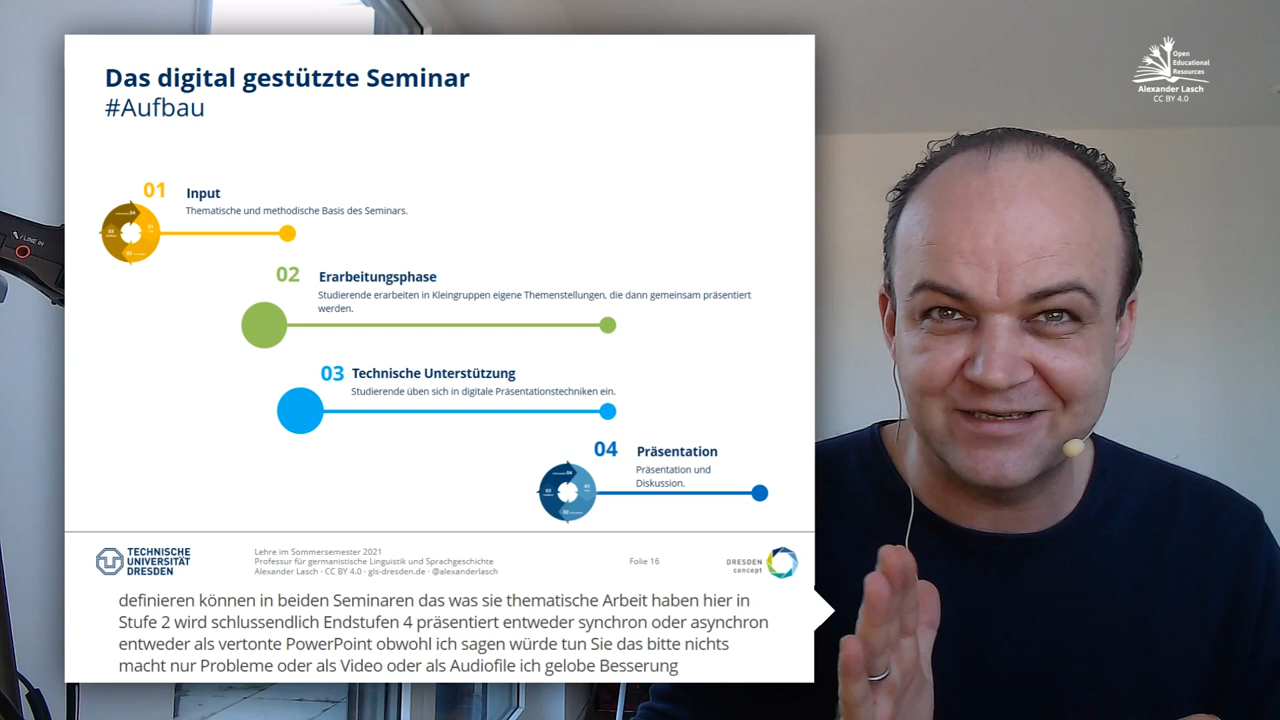 Das digital gestützte Seminar
#Aufbau
01
Input
Thematische und methodische Basis des Seminars.
02
Erarbeitungsphase
Studierende erarbeiten in Kleingruppen eigene Themenstellungen, die dann gemeinsam präsentiert
werden.
03
Technische Unterstützung
Studierende üben sich in digitale Präsentationstechniken ein.
04
Präsentation
Präsentation und
Diskussion.
TECHNISCHE
UNIVERSITÄT
DRESDEN
Lehre im Sommersemester 2021
Professur für germanistische Linguistik und Sprachgeschichte
Alexander Lasch · CC BY 4.0 · gls-dresden.de · @alexanderlasch
Folie 16
DRESDEN
concept
definieren können in beiden Seminaren das was sie thematische Arbeit haben hier in
Stufe 2 wird schlussendlich Endstufen 4 präsentiert entweder synchron oder asynchron
entweder als vertonte PowerPoint obwohl ich sagen würde tun Sie das bitte nichts
macht nur Probleme oder als Video oder als Audiofile ich gelobe Besserung
Open
Educational
Resources
Alexander Lasch
CC BY 4.0
LINE IN